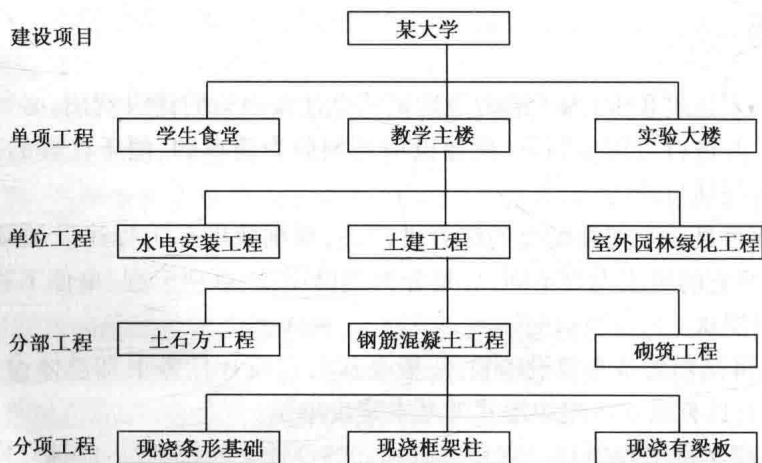 建设项目 某大学
单项工程 学生食堂 教学主楼 实验大楼
单位工程 水电安装工程 土建工程 室外园林绿化工程
分部工程 土石方工程 钢筋混凝土工程 砌筑工程
分项工程 现浇条形基础 现浇框架柱 现浇有梁板